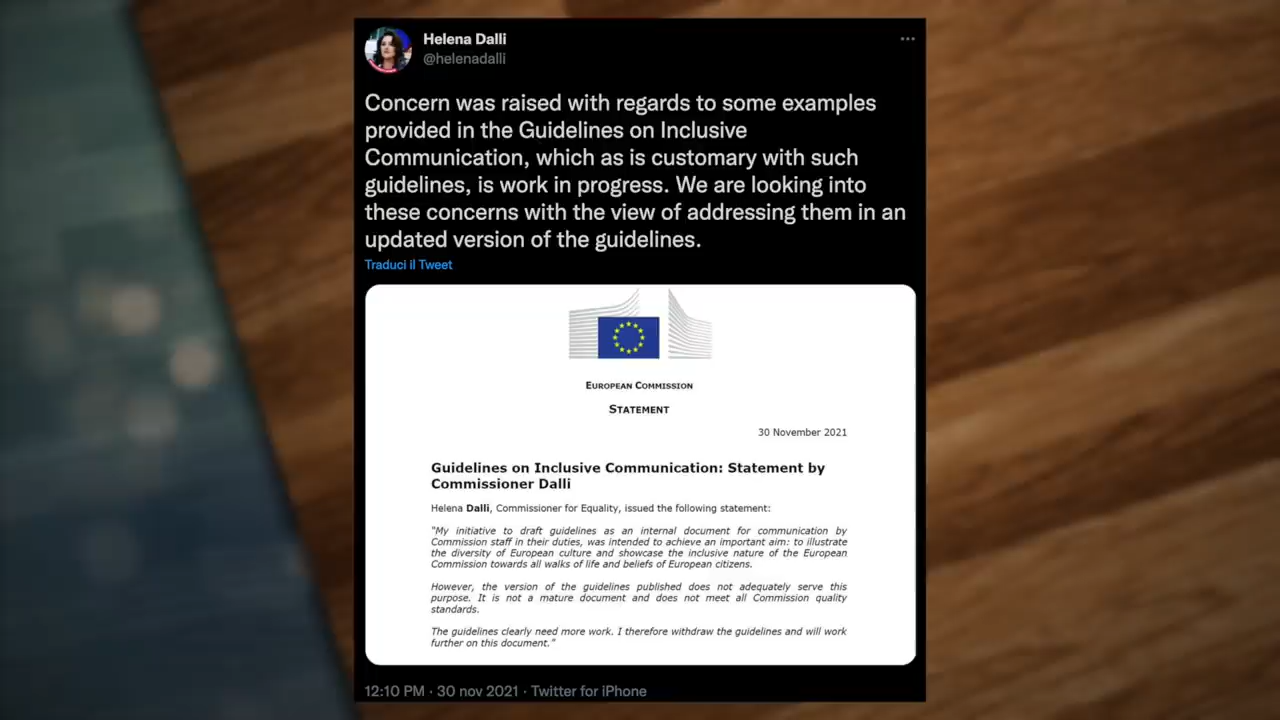 Helena Dalli
@helenadalli
Concern was raised with regards to some examples
provided in the Guidelines on Inclusive
Communication, which as is customary with such
guidelines, is work in progress. We are looking into
these concerns with the view of addressing them in an
updated version of the guidelines.
Traduci il Tweet
EUROPEAN COMMISSION
STATEMENT
30 November 2021
Guidelines on Inclusive Communication: Statement by
Commissioner Dalli
Helena Dalli, Commissioner for Equality, issued the following statement:
"My initiative to draft guidelines as an internal document for communication by
Commission staff in their duties, was intended to achieve an important aim: to illustrate
the diversity of European culture and showcase the inclusive nature of the European
Commission towards all walks of life and beliefs of European citizens.
However, the version of the guidelines published does not adequately serve this
purpose. It is not a mature document and does not meet all Commission quality
standards.
The guidelines clearly need more work. I therefore withdraw the guidelines and will work
further on this document."
12:10 PM · 30 nov 2021 · Twitter for iPhone